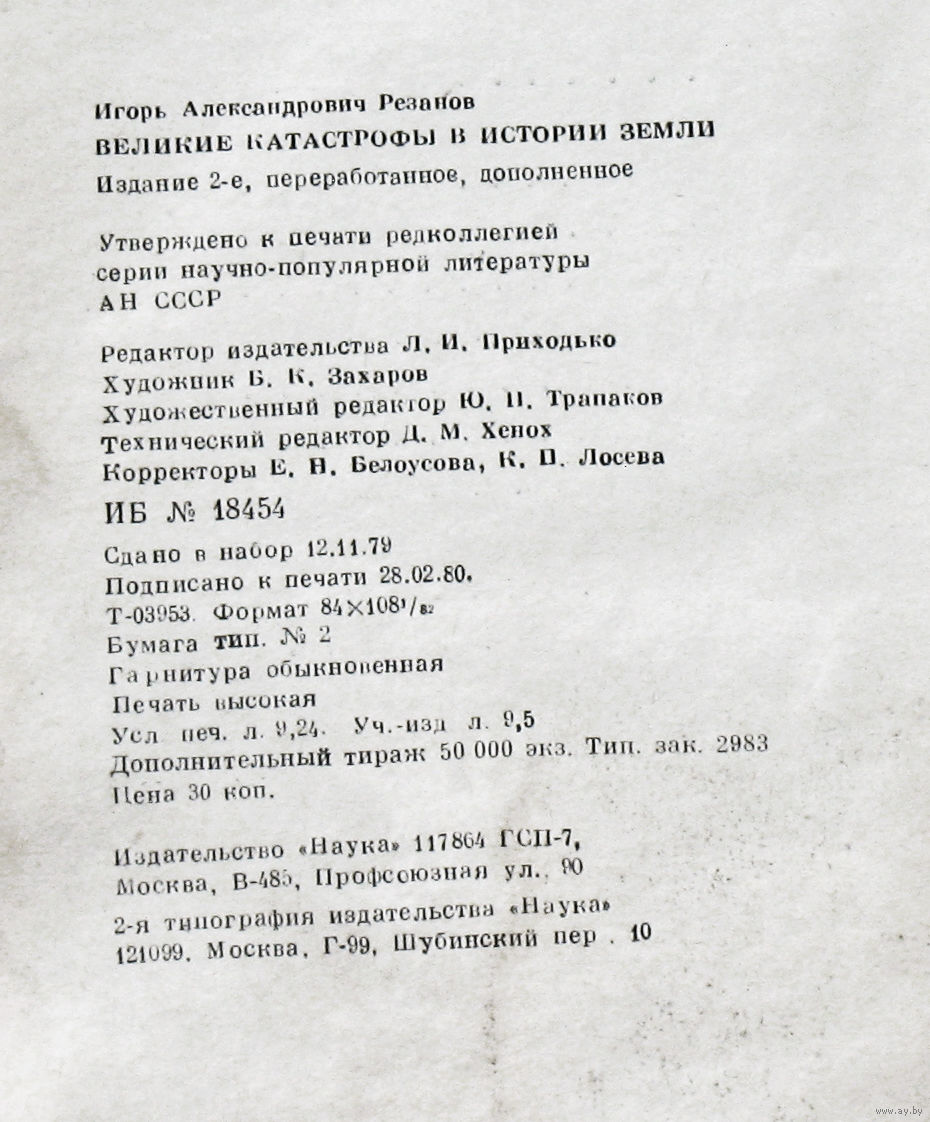 Игорь Александрович Резанов
ВЕЛИКИЕ КАТАСТРОФЫ В ИСТОРИИ ЗЕМЛИ
Издание 2-е, переработанное, дополненное
Утверждено к печати редколлегией
серии научно-популярной литературы
АН СССР
Редактор издательства Л. И. Приходько
Художник Б. К. Захаров
Художественный редактор Ю. П. Трапаков
Технический редактор Д. М. Хенох
Корректоры Е. Н. Белоусова, К. П. Лосева
ИБ № 18454
Сдано в набор 12.11.79
Подписано к печати 28.02.80.
Т-03953. Формат 84×108¹/₃₂
Бумага тип. № 2
Гарнитура обыкновенная
Печать высокая
Усл печ. л. 9,24. Уч.-изд л. 9,5
Дополнительный тираж 50 000 экз. Тип. зак. 2983
Цена 30 коп.
Издательство «Наука» 117864 ГСП-7,
Москва, В-485, Профсоюзная ул., 90
2-я типография издательства «Наука»
121099. Москва, Г-99, Шубинский пер. 10
www.ay.by